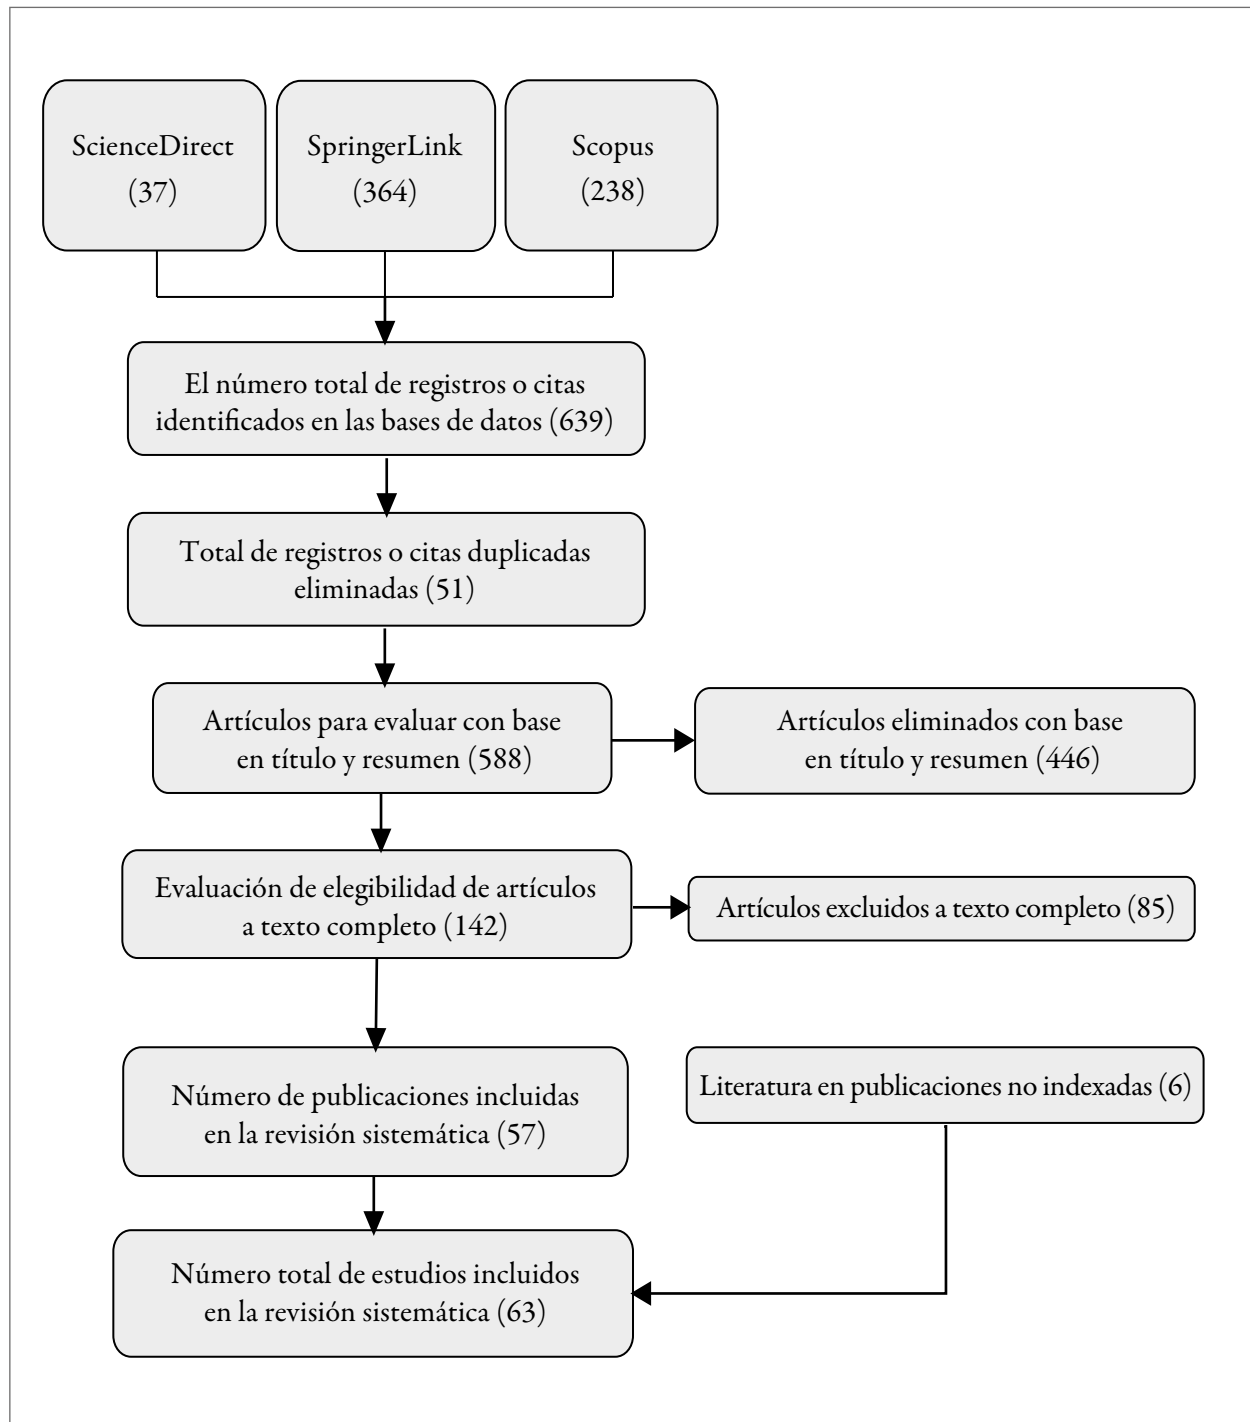 ScienceDirect
(37)
SpringerLink
(364)
Scopus
(238)
El número total de registros o citas
identificados en las bases de datos (639)
Total de registros o citas duplicadas
eliminadas (51)
Artículos para evaluar con base
en título y resumen (588)
Artículos eliminados con base
en título y resumen (446)
Evaluación de elegibilidad de artículos
a texto completo (142)
Artículos excluidos a texto completo (85)
Número de publicaciones incluidas
en la revisión sistemática (57)
Literatura en publicaciones no indexadas (6)
Número total de estudios incluidos
en la revisión sistemática (63)